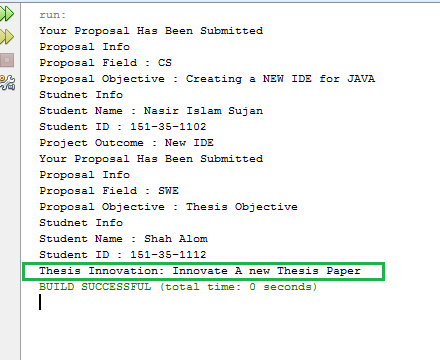 run:
Your Proposal Has Been Submitted
Proposal Info
Proposal Field : CS
Proposal Objective : Creating a NEW IDE for JAVA
Studnet Info
Student Name : Nasir Islam Sujan
Student ID : 151-35-1102
Project Outcome : New IDE
Your Proposal Has Been Submitted
Proposal Info
Proposal Field : SWE
Proposal Objective : Thesis Objective
Studnet Info
Student Name : Shah Alom
Student ID : 151-35-1112
Thesis Innovation: Innovate A new Thesis Paper
BUILD SUCCESSFUL (total time: 0 seconds)